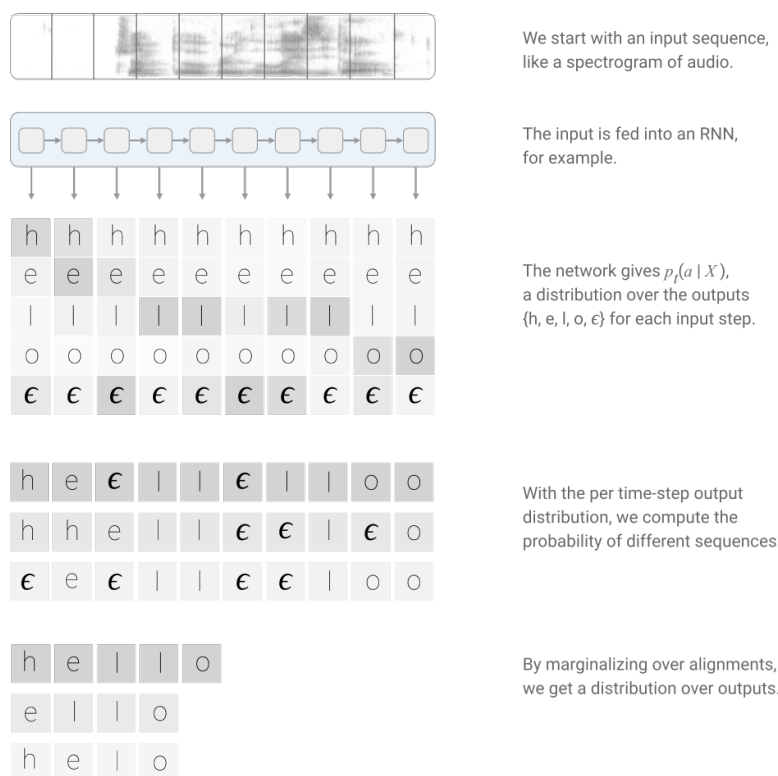 We start with an input sequence,
like a spectrogram of audio.
The input is fed into an RNN,
for example.
h h h h h h h h h h
e e e e e e e e e e
l l l l l l l l l l
o o o o o o o o o o
ϵ ϵ ϵ ϵ ϵ ϵ ϵ ϵ ϵ ϵ
The network gives pₜ(a | X),
a distribution over the outputs
{h, e, l, o, ϵ} for each input step.
h e ϵ l l ϵ l l o o
h h e l l ϵ ϵ l ϵ o
ϵ e ϵ l l ϵ ϵ l o o
With the per time-step output
distribution, we compute the
probability of different sequences
h e l l o
e l l o
h e l o
By marginalizing over alignments,
we get a distribution over outputs.